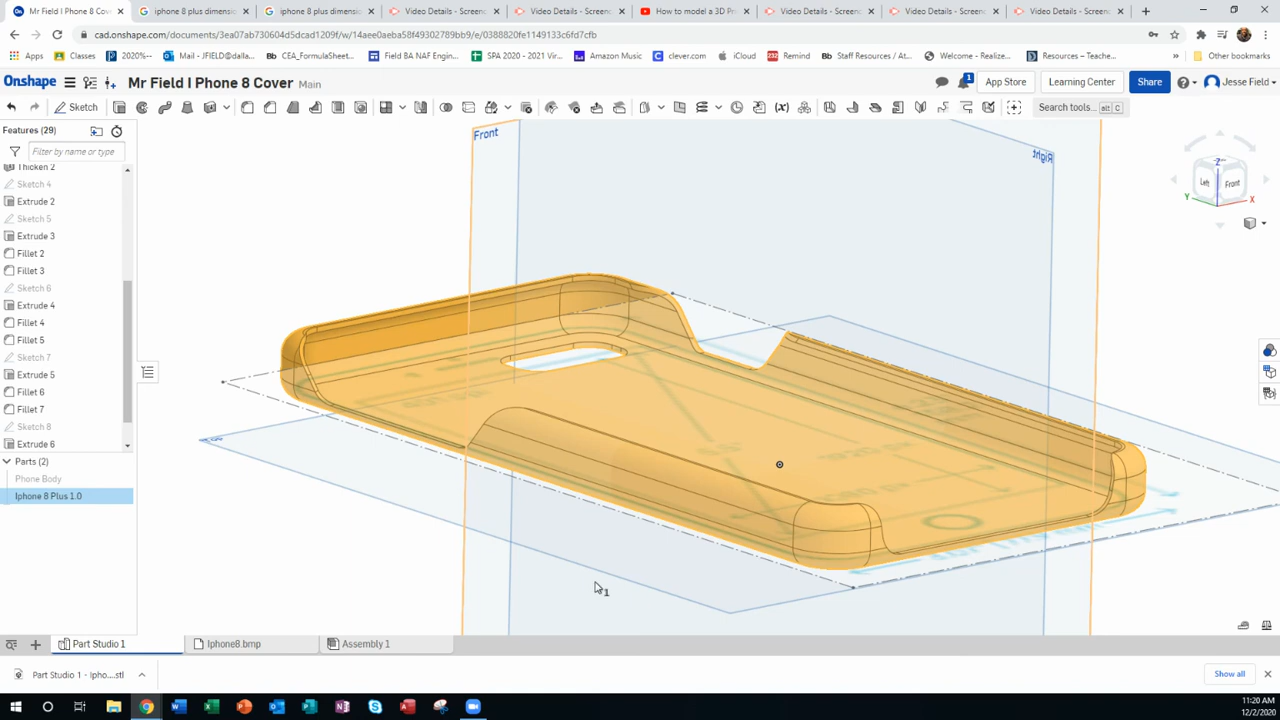 Mr Field I Phone 8 Cover
iphone 8 plus dimension
iphone 8 plus dimension
Video Details - Screenc
Video Details - Screenc
How to model a 3D Pr
Video Details - Screenc
Video Details - Screenc
Video Details - Screenc
cad.onshape.com/documents/3ea07ab730604d5dcad1209f/w/14aee0aeba58f49302789bb9/e/0388820fe1149133c6fd7cfb
Apps
Classes
2020%--
Mail - JFIELD@dalla...
CEA_FormulaSheet...
Field BA NAF Engin...
SPA 2020 - 2021 Vir...
Amazon Music
clever.com
iCloud
Remind
Staff Resources / At...
Welcome - Realize...
Resources – Teache...
Other bookmarks
Onshape
Mr Field I Phone 8 Cover Main
1
App Store
Learning Center
Share
Jesse Field
Sketch
Search tools...
alt C
Features (29)
Filter by name or type
Thicken 2
Sketch 4
Extrude 2
Sketch 5
Extrude 3
Fillet 2
Fillet 3
Sketch 6
Extrude 4
Fillet 4
Fillet 5
Sketch 7
Extrude 5
Fillet 6
Fillet 7
Sketch 8
Extrude 6
Parts (2)
Phone Body
Iphone 8 Plus 1.0
Front
Right
Z
Left
Front
Y
X
1
Part Studio 1
Iphone8.bmp
Assembly 1
Part Studio 1 - Ipho....stl
Show all
11:20 AM
12/2/2020